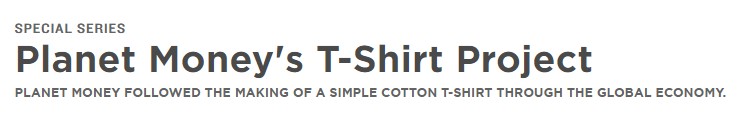 SPECIAL SERIES
Planet Money's T-Shirt Project
PLANET MONEY FOLLOWED THE MAKING OF A SIMPLE COTTON T-SHIRT THROUGH THE GLOBAL ECONOMY.